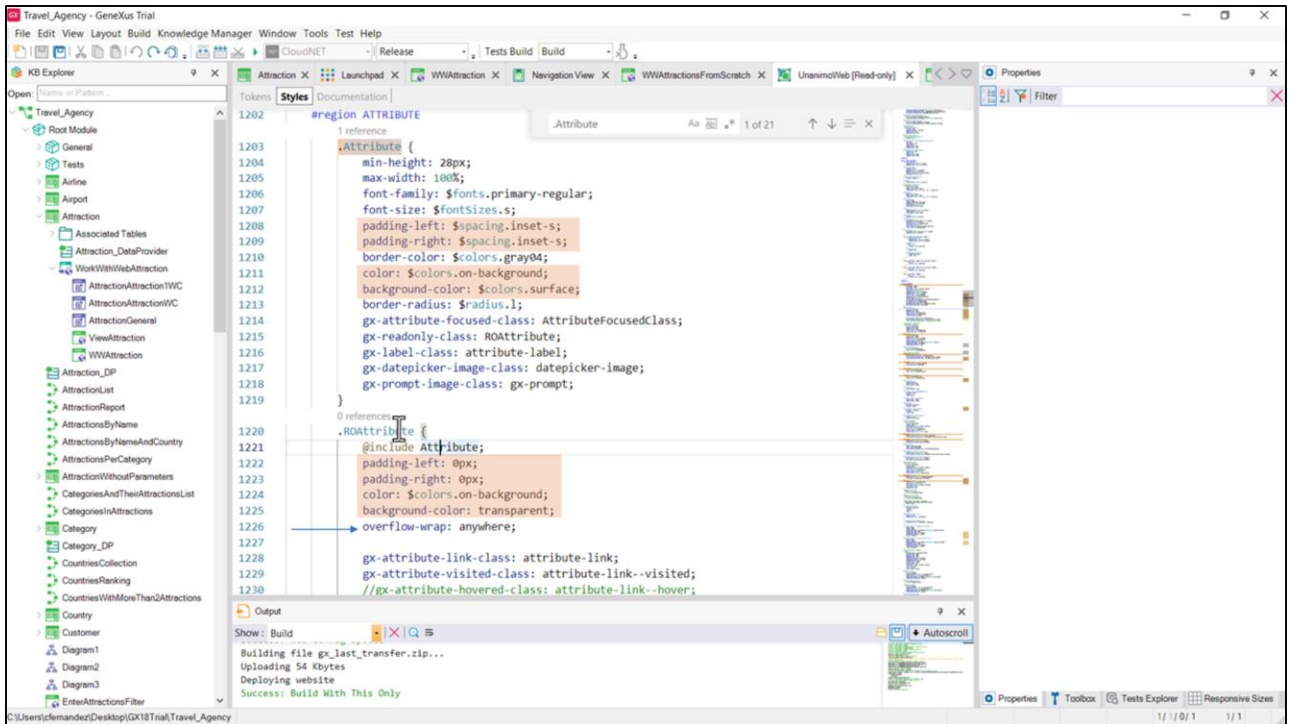 GX Travel_Agency - GeneXus Trial
File Edit View Layout Build Knowledge Manager Window Tools Test Help
CloudNET Release Tests Build Build
KB Explorer
Open: Name or Pattern ...
Travel_Agency
Root Module
General
Tests
Airline
Airport
Attraction
Associated Tables
Attraction_DataProvider
WorkWithWebAttraction
AttractionAttraction1WC
AttractionAttractionWC
AttractionGeneral
ViewAttraction
WWAttraction
Attraction_DP
AttractionList
AttractionReport
AttractionsByName
AttractionsByNameAndCountry
AttractionsPerCategory
AttractionWithoutParameters
CategoriesAndTheirAttractionsList
CategoriesInAttractions
Category
Category_DP
CountriesCollection
CountriesRanking
CountriesWithMoreThan2Attractions
Country
Customer
Diagram1
Diagram2
Diagram3
EnterAttractionsFilter
Attraction X Launchpad X WWAttraction X Navigation View X WWAttractionsFromScratch X UnanimoWeb [Read-only] X
Tokens Styles Documentation
.Attribute Aa ab .* 1 of 21
1202 #region ATTRIBUTE
1 reference
1203 .Attribute {
1204 min-height: 28px;
1205 max-width: 100%;
1206 font-family: $fonts.primary-regular;
1207 font-size: $fontSizes.s;
1208 padding-left: $spacing.inset-s;
1209 padding-right: $spacing.inset-s;
1210 border-color: $colors.gray04;
1211 color: $colors.on-background;
1212 background-color: $colors.surface;
1213 border-radius: $radius.l;
1214 gx-attribute-focused-class: AttributeFocusedClass;
1215 gx-readonly-class: ROAttribute;
1216 gx-label-class: attribute-label;
1217 gx-datepicker-image-class: datepicker-image;
1218 gx-prompt-image-class: gx-prompt;
1219 }
0 references
1220 .ROAttribute {
1221 @include Attribute;
1222 padding-left: 0px;
1223 padding-right: 0px;
1224 color: $colors.on-background;
1225 background-color: transparent;
1226 overflow-wrap: anywhere;
1227
1228 gx-attribute-link-class: attribute-link;
1229 gx-attribute-visited-class: attribute-link--visited;
1230 //gx-attribute-hovered-class: attribute-link--hover;
Output
Show: Build Autoscroll
Building file gx_last_transfer.zip...
Uploading 54 Kbytes
Deploying website
Success: Build With This Only
Properties
Filter
Properties Toolbox Tests Explorer Responsive Sizes
C:\Users\cfernandez\Desktop\GX18Trial\Travel_Agency 1/1/0/1 1/1